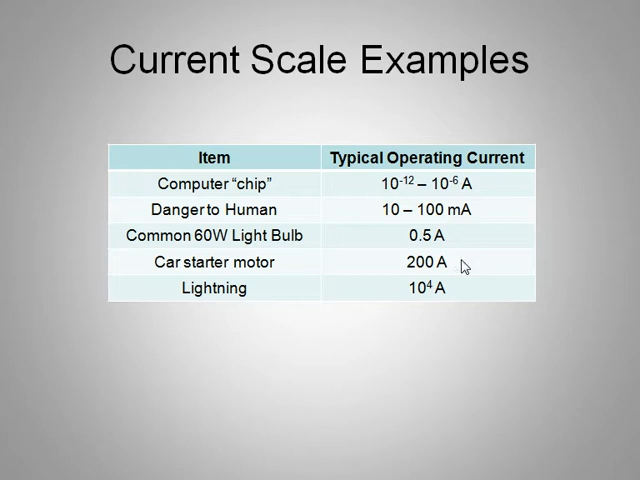 Current Scale Examples
Item Typical Operating Current
Computer “chip” 10⁻¹² – 10⁻⁶ A
Danger to Human 10 – 100 mA
Common 60W Light Bulb 0.5 A
Car starter motor 200 A
Lightning 10⁴ A